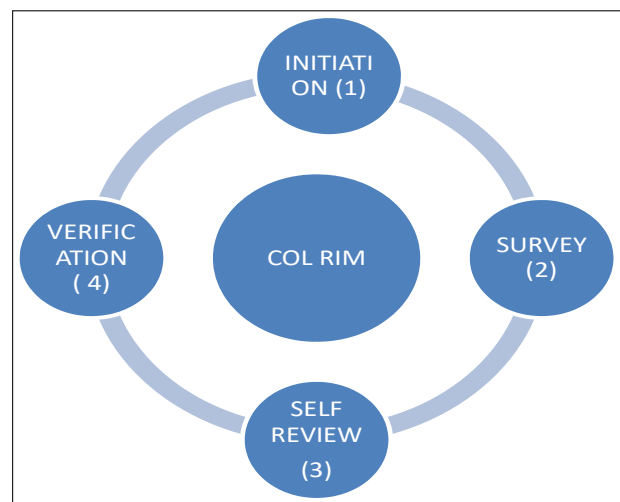 INITIATI
ON (1)
VERIFIC
ATION
( 4)
COL RIM
SURVEY
(2)
SELF
REVIEW
(3)